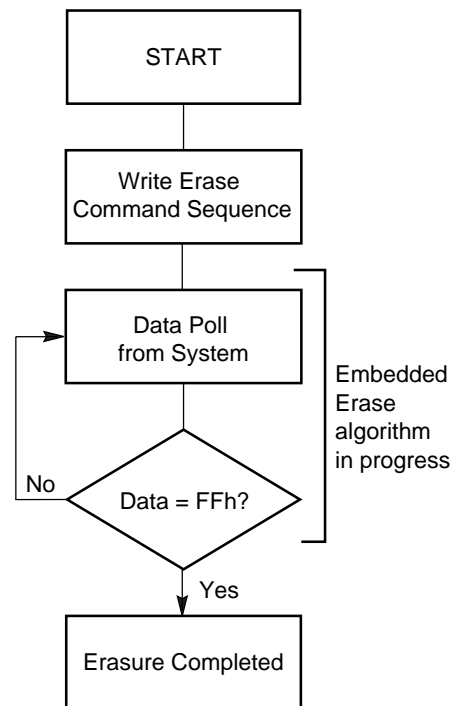 START
Write Erase
Command Sequence
Data Poll
from System
Embedded
Erase
algorithm
in progress
No
Data = FFh?
Yes
Erasure Completed